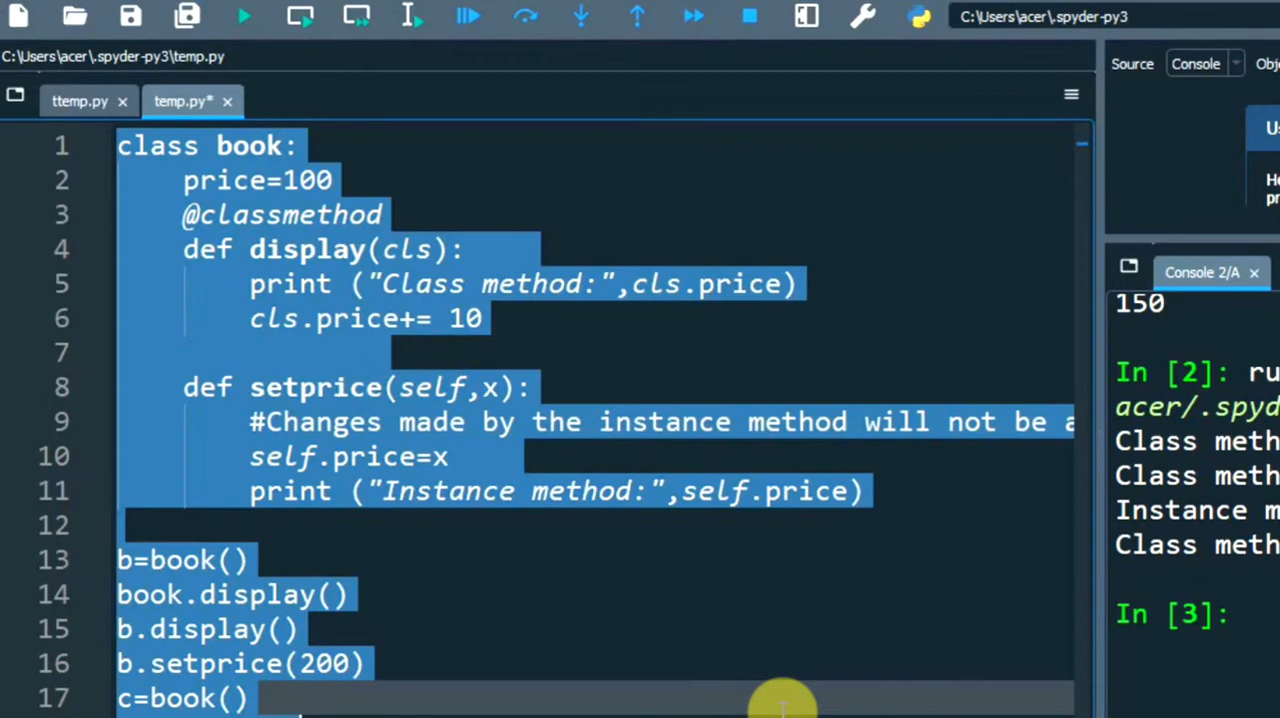 C:\Users\acer\.spyder-py3
C:\Users\acer\.spyder-py3\temp.py
Source Console
ttemp.py temp.py*
1 class book:
2 price=100
3 @classmethod
4 def display(cls):
5 print ("Class method:",cls.price)
6 cls.price+= 10
7
8 def setprice(self,x):
9 #Changes made by the instance method will not be
10 self.price=x
11 print ("Instance method:",self.price)
12
13 b=book()
14 book.display()
15 b.display()
16 b.setprice(200)
17 c=book()
Console 2/A
150
In [2]: ru
acer/.spyd
Class meth
Class meth
Instance m
Class meth
In [3]: